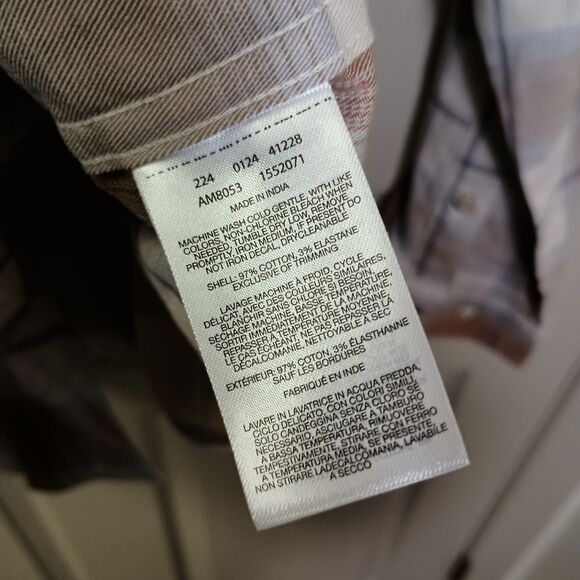 224 0124 41228
AM8053 1552071
MADE IN INDIA
MACHINE WASH COLD GENTLE, WITH LIKE
COLORS, NON-CHLORINE BLEACH WHEN
NEEDED, TUMBLE DRY LOW, REMOVE
PROMPTLY, IRON MEDIUM, IF PRESENT DO
NOT IRON DECAL, DRYCLEANABLE
SHELL: 97% COTTON, 3% ELASTANE
EXCLUSIVE OF TRIMMING
LAVAGE MACHINE À FROID, CYCLE
DÉLICAT, AVEC DES COULEURS SIMILAIRES,
BLANCHIR SANS CHLORE SI BESOIN,
SÉCHAGE MACHINE, BASSE TEMPÉRATURE,
SORTIR IMMÉDIATEMENT DE LA MACHINE,
REPASSER À TEMPÉRATURE MOYENNE,
LE CAS ÉCHÉANT, NE PAS REPASSER LA
DÉCALCOMANIE, NETTOYABLE À SEC
EXTÉRIEUR: 97% COTON, 3% ÉLASTHANNE
SAUF LES BORDURES
FABRIQUÉ EN INDE
LAVARE IN LAVATRICE IN ACQUA FREDDA,
CICLO DELICATO, CON COLORI SIMILI,
SOLO CANDEGGINA SENZA CLORO SE
NECESSARIO, ASCIUGARE A TAMBURO
A BASSA TEMPERATURA, RIMUOVERE
TEMPESTIVAMENTE, STIRARE CON FERRO
A TEMPERATURA MEDIA, SE PRESENTE,
NON STIRARE LADECALCOMANIA, LAVABILE
A SECCO